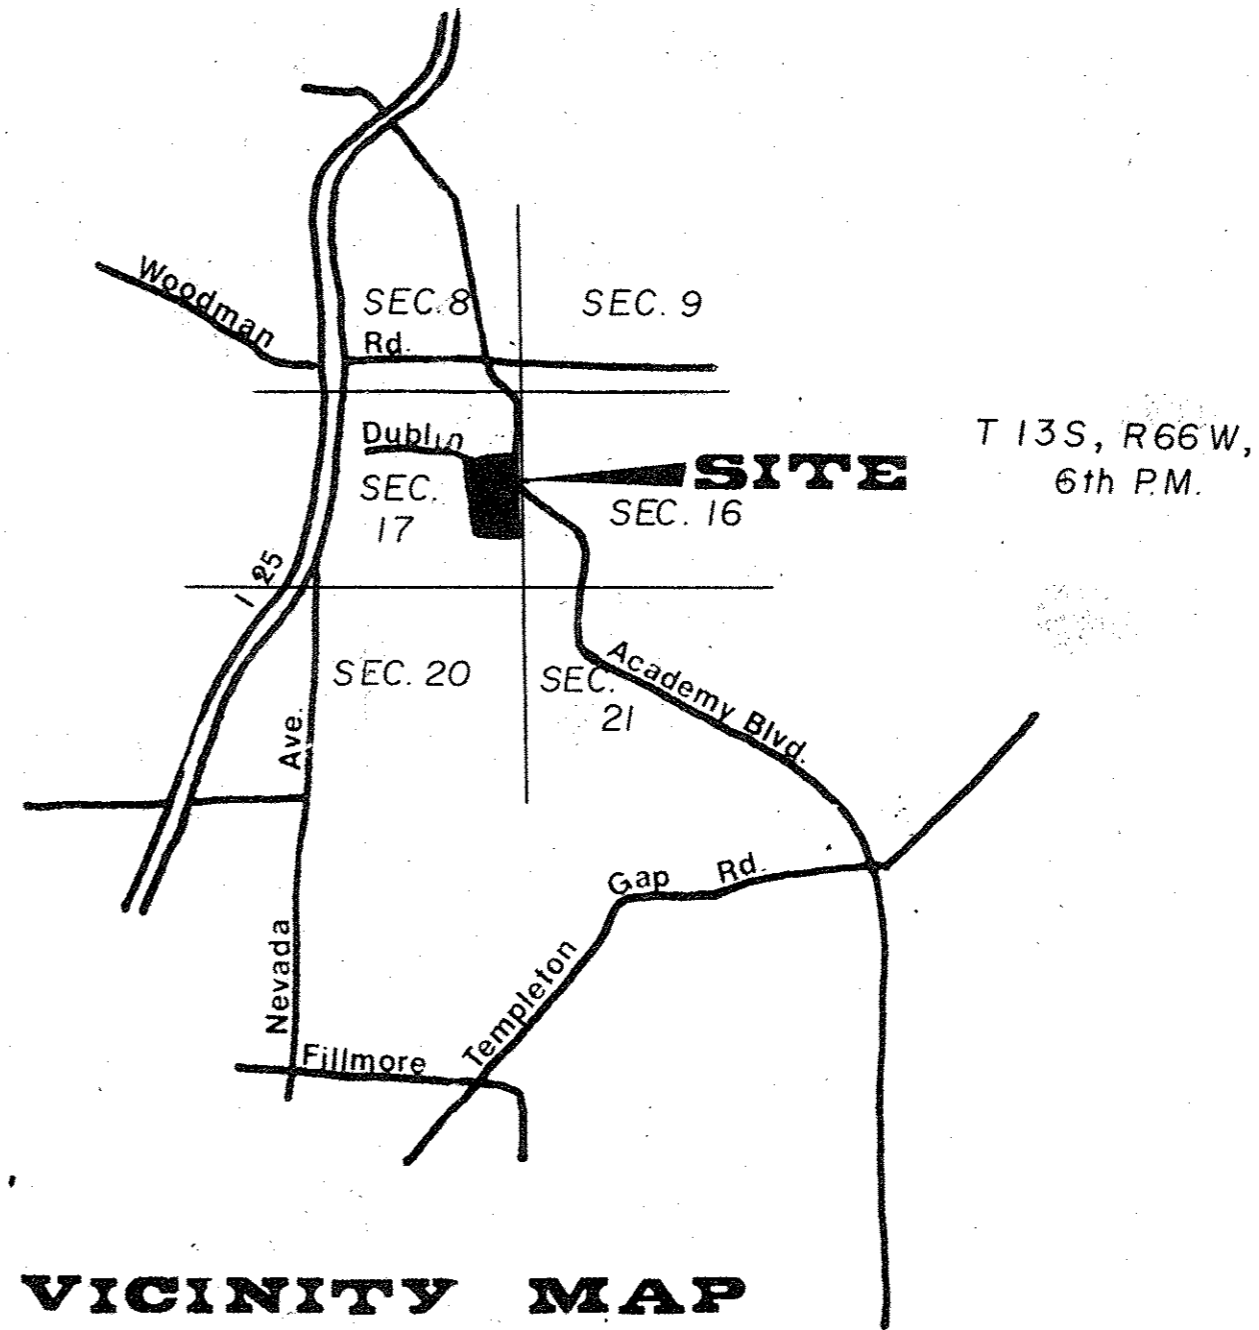 Woodman
SEC. 8
SEC. 9
Rd.
Dublin
T 13S, R66W,
6th P.M.
SITE
SEC.
17
SEC. 16
I 25
SEC. 20
SEC.
21
Academy Blvd.
Ave.
Nevada
Gap Rd.
Templeton
Fillmore
VICINITY MAP